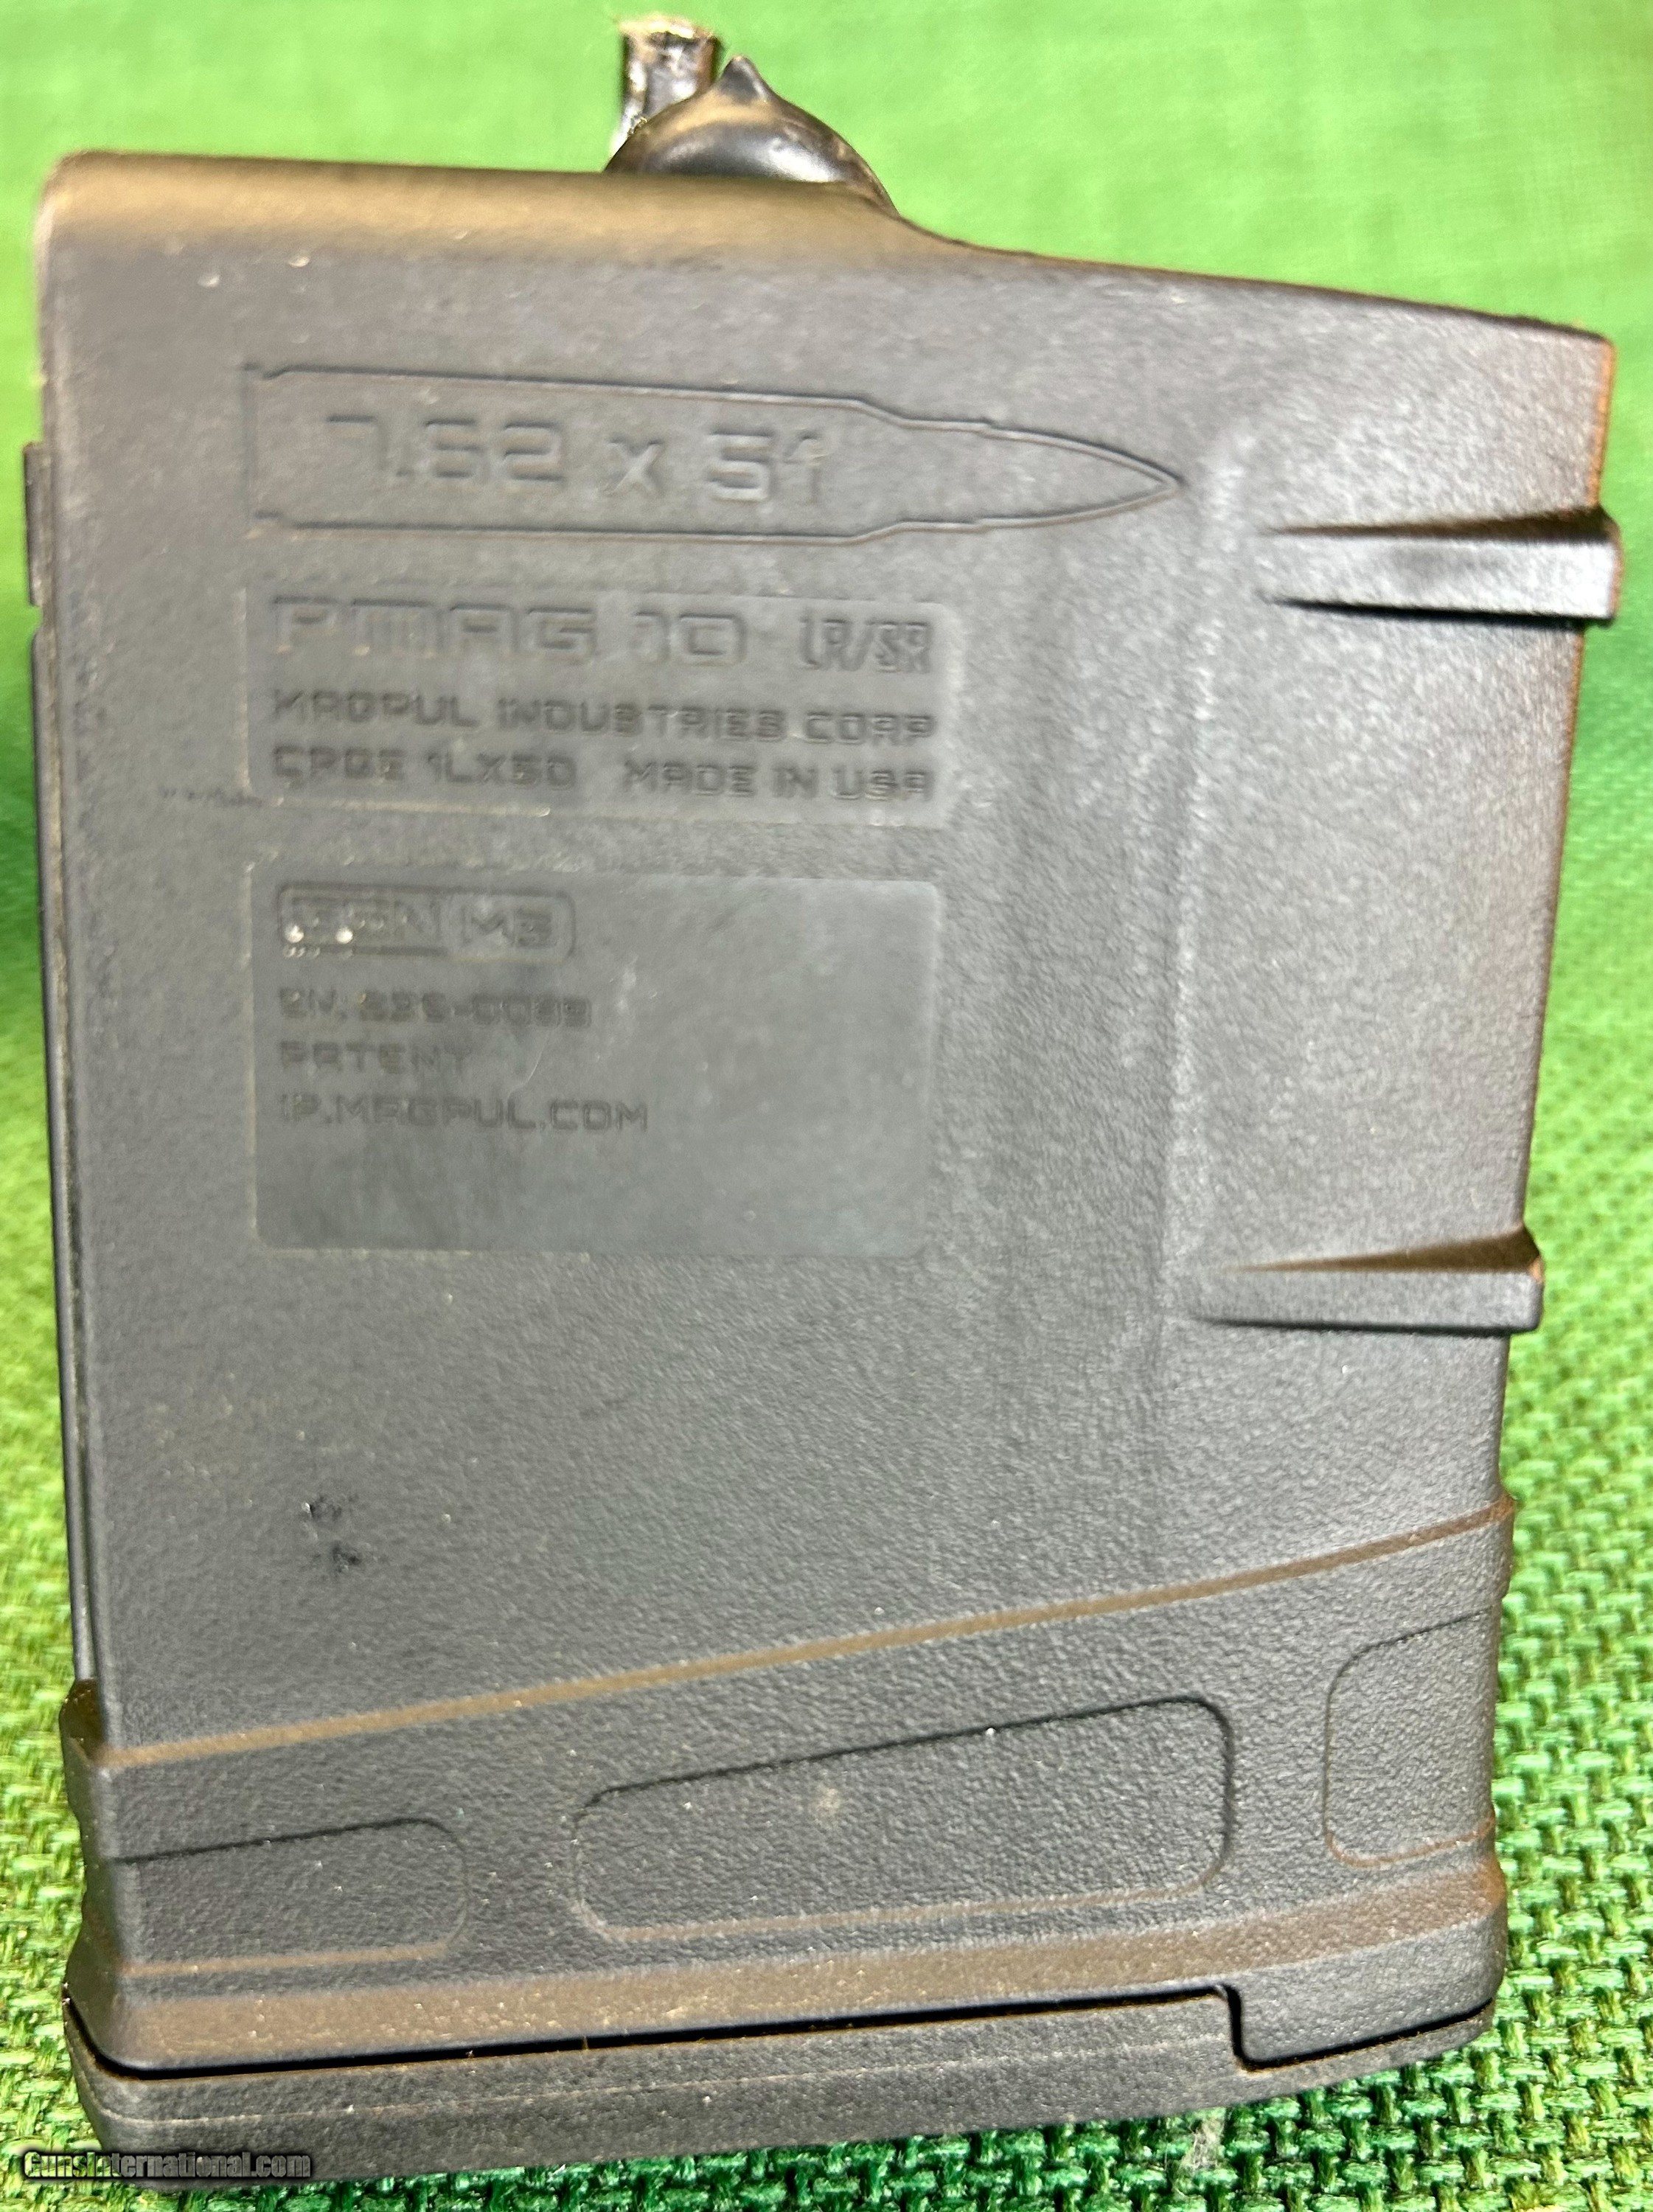 7.62 x 51
PMAG 10 LR/SR
MAGPUL INDUSTRIES CORP
CAGE 1LX50 MADE IN USA
GEN M3
PATENT
IP.MAGPUL.COM
GunsInternational.com